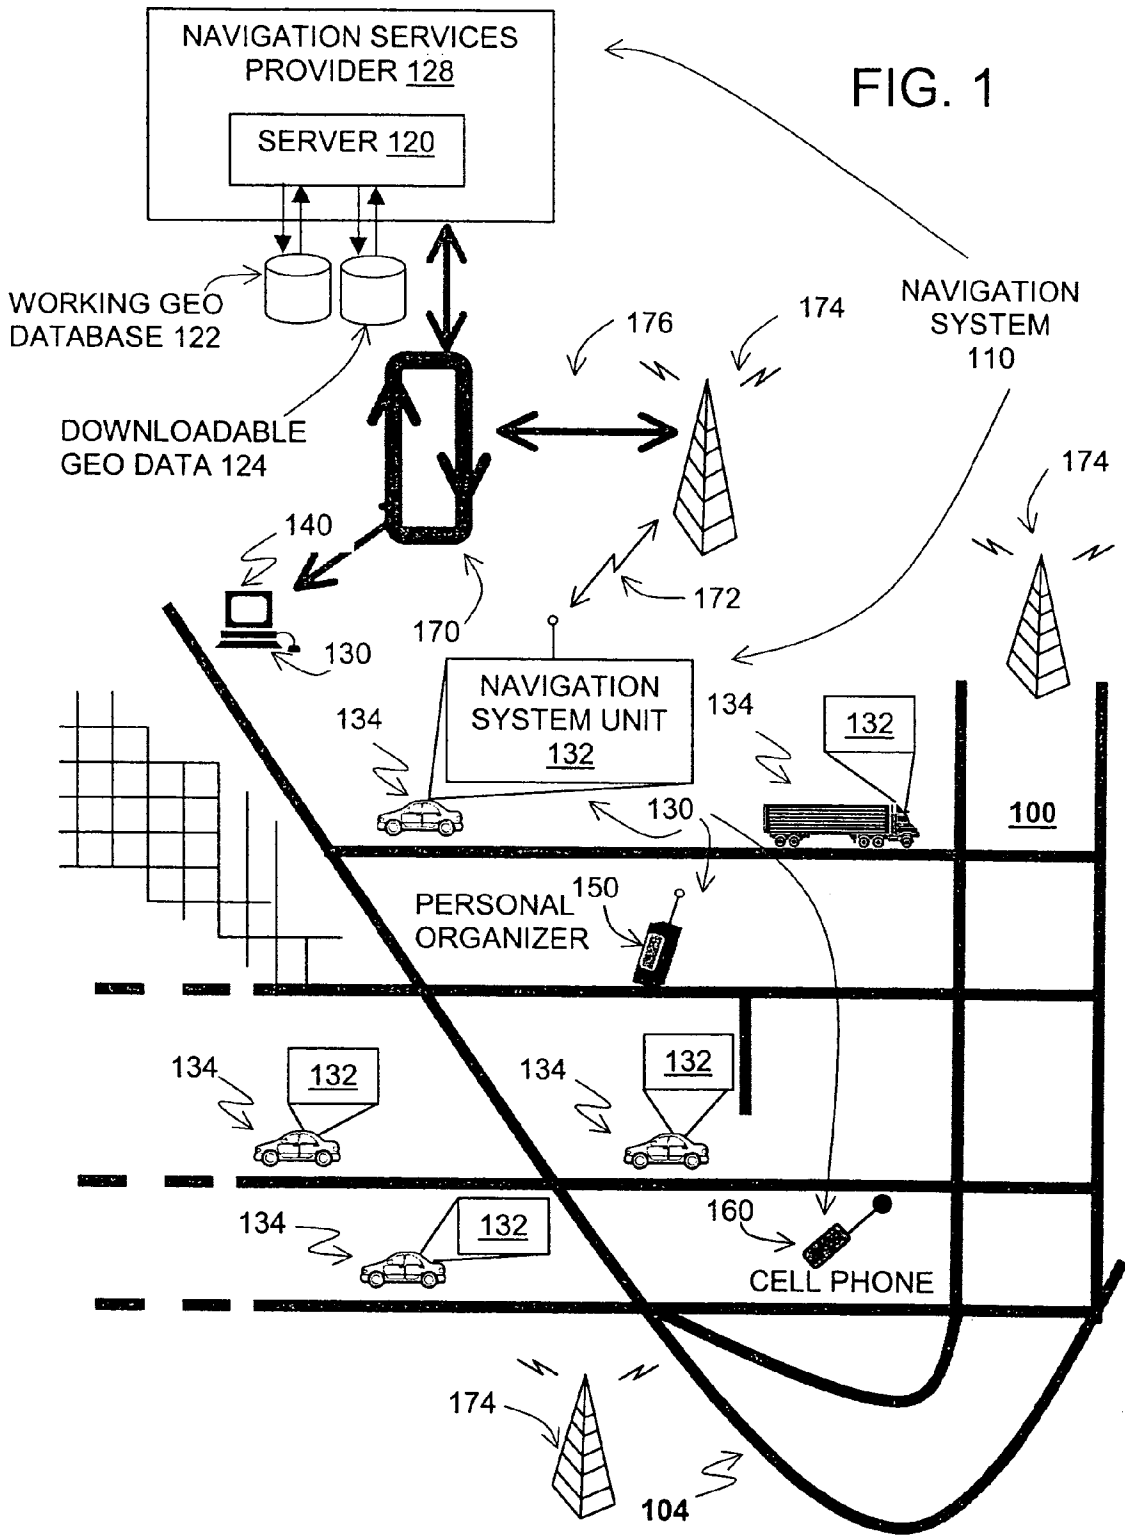 NAVIGATION SERVICES
PROVIDER 128
FIG. 1
SERVER 120
WORKING GEO
DATABASE 122
NAVIGATION
SYSTEM
110
176
174
DOWNLOADABLE
GEO DATA 124
174
140
172
170
130
NAVIGATION
SYSTEM UNIT
132
134
134
132
130
100
150
PERSONAL
ORGANIZER
134
132
134
132
134
132
160
CELL PHONE
174
104